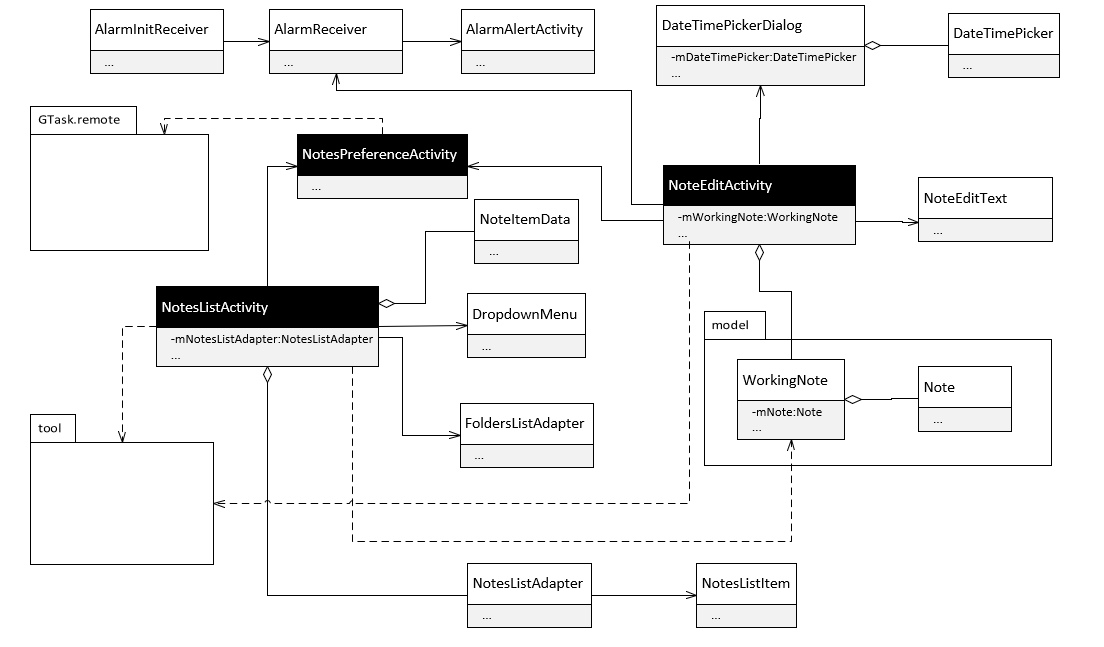 AlarmInitReceiver
...
AlarmReceiver
...
AlarmAlertActivity
...
DateTimePickerDialog
-mDateTimePicker:DateTimePicker
...
DateTimePicker
...
GTask.remote
NotesPreferenceActivity
...
NoteEditActivity
-mWorkingNote:WorkingNote
...
NoteEditText
...
NoteItemData
...
NotesListActivity
-mNotesListAdapter:NotesListAdapter
...
DropdownMenu
...
model
WorkingNote
-mNote:Note
...
Note
...
FoldersListAdapter
...
tool
NotesListAdapter
...
NotesListItem
...